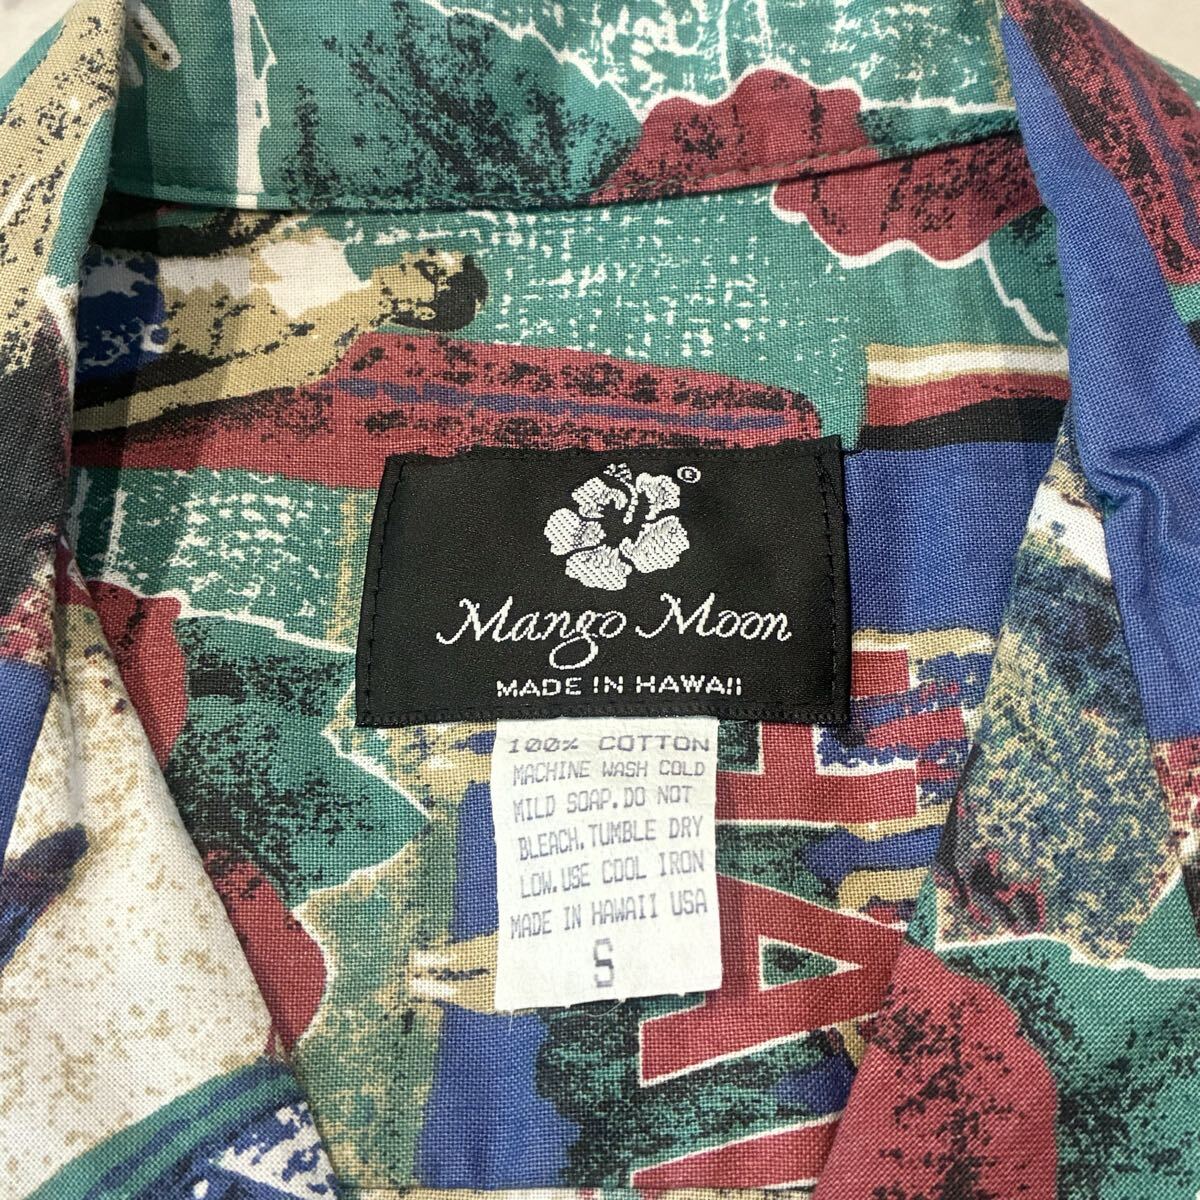 ®
Mango Moon
MADE IN HAWAII
100% COTTON
MACHINE WASH COLD
MILD SOAP. DO NOT
BLEACH. TUMBLE DRY
LOW. USE COOL IRON
MADE IN HAWAII USA
S